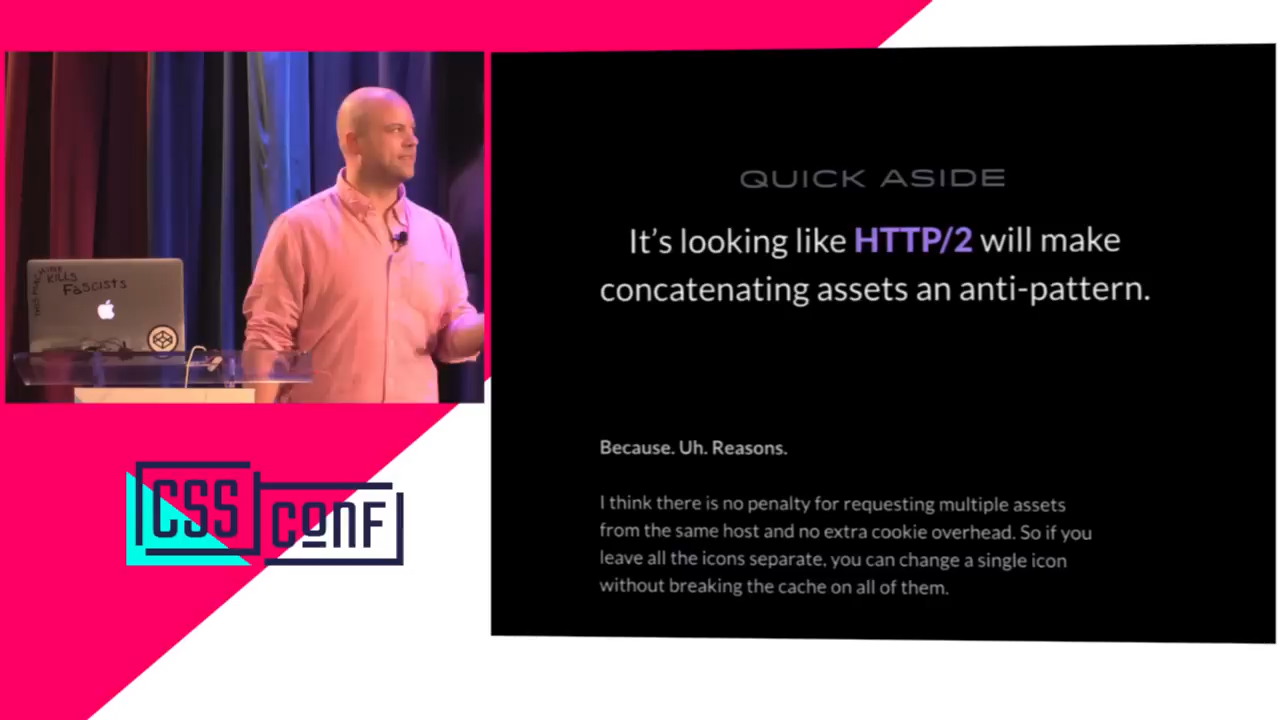 QUICK ASIDE
It's looking like HTTP/2 will make
concatenating assets an anti-pattern.
Because. Uh. Reasons.
I think there is no penalty for requesting multiple assets
from the same host and no extra cookie overhead. So if you
leave all the icons separate, you can change a single icon
without breaking the cache on all of them.
THIS MACHINE
KILLS
FASCISTS
CSS
CONF